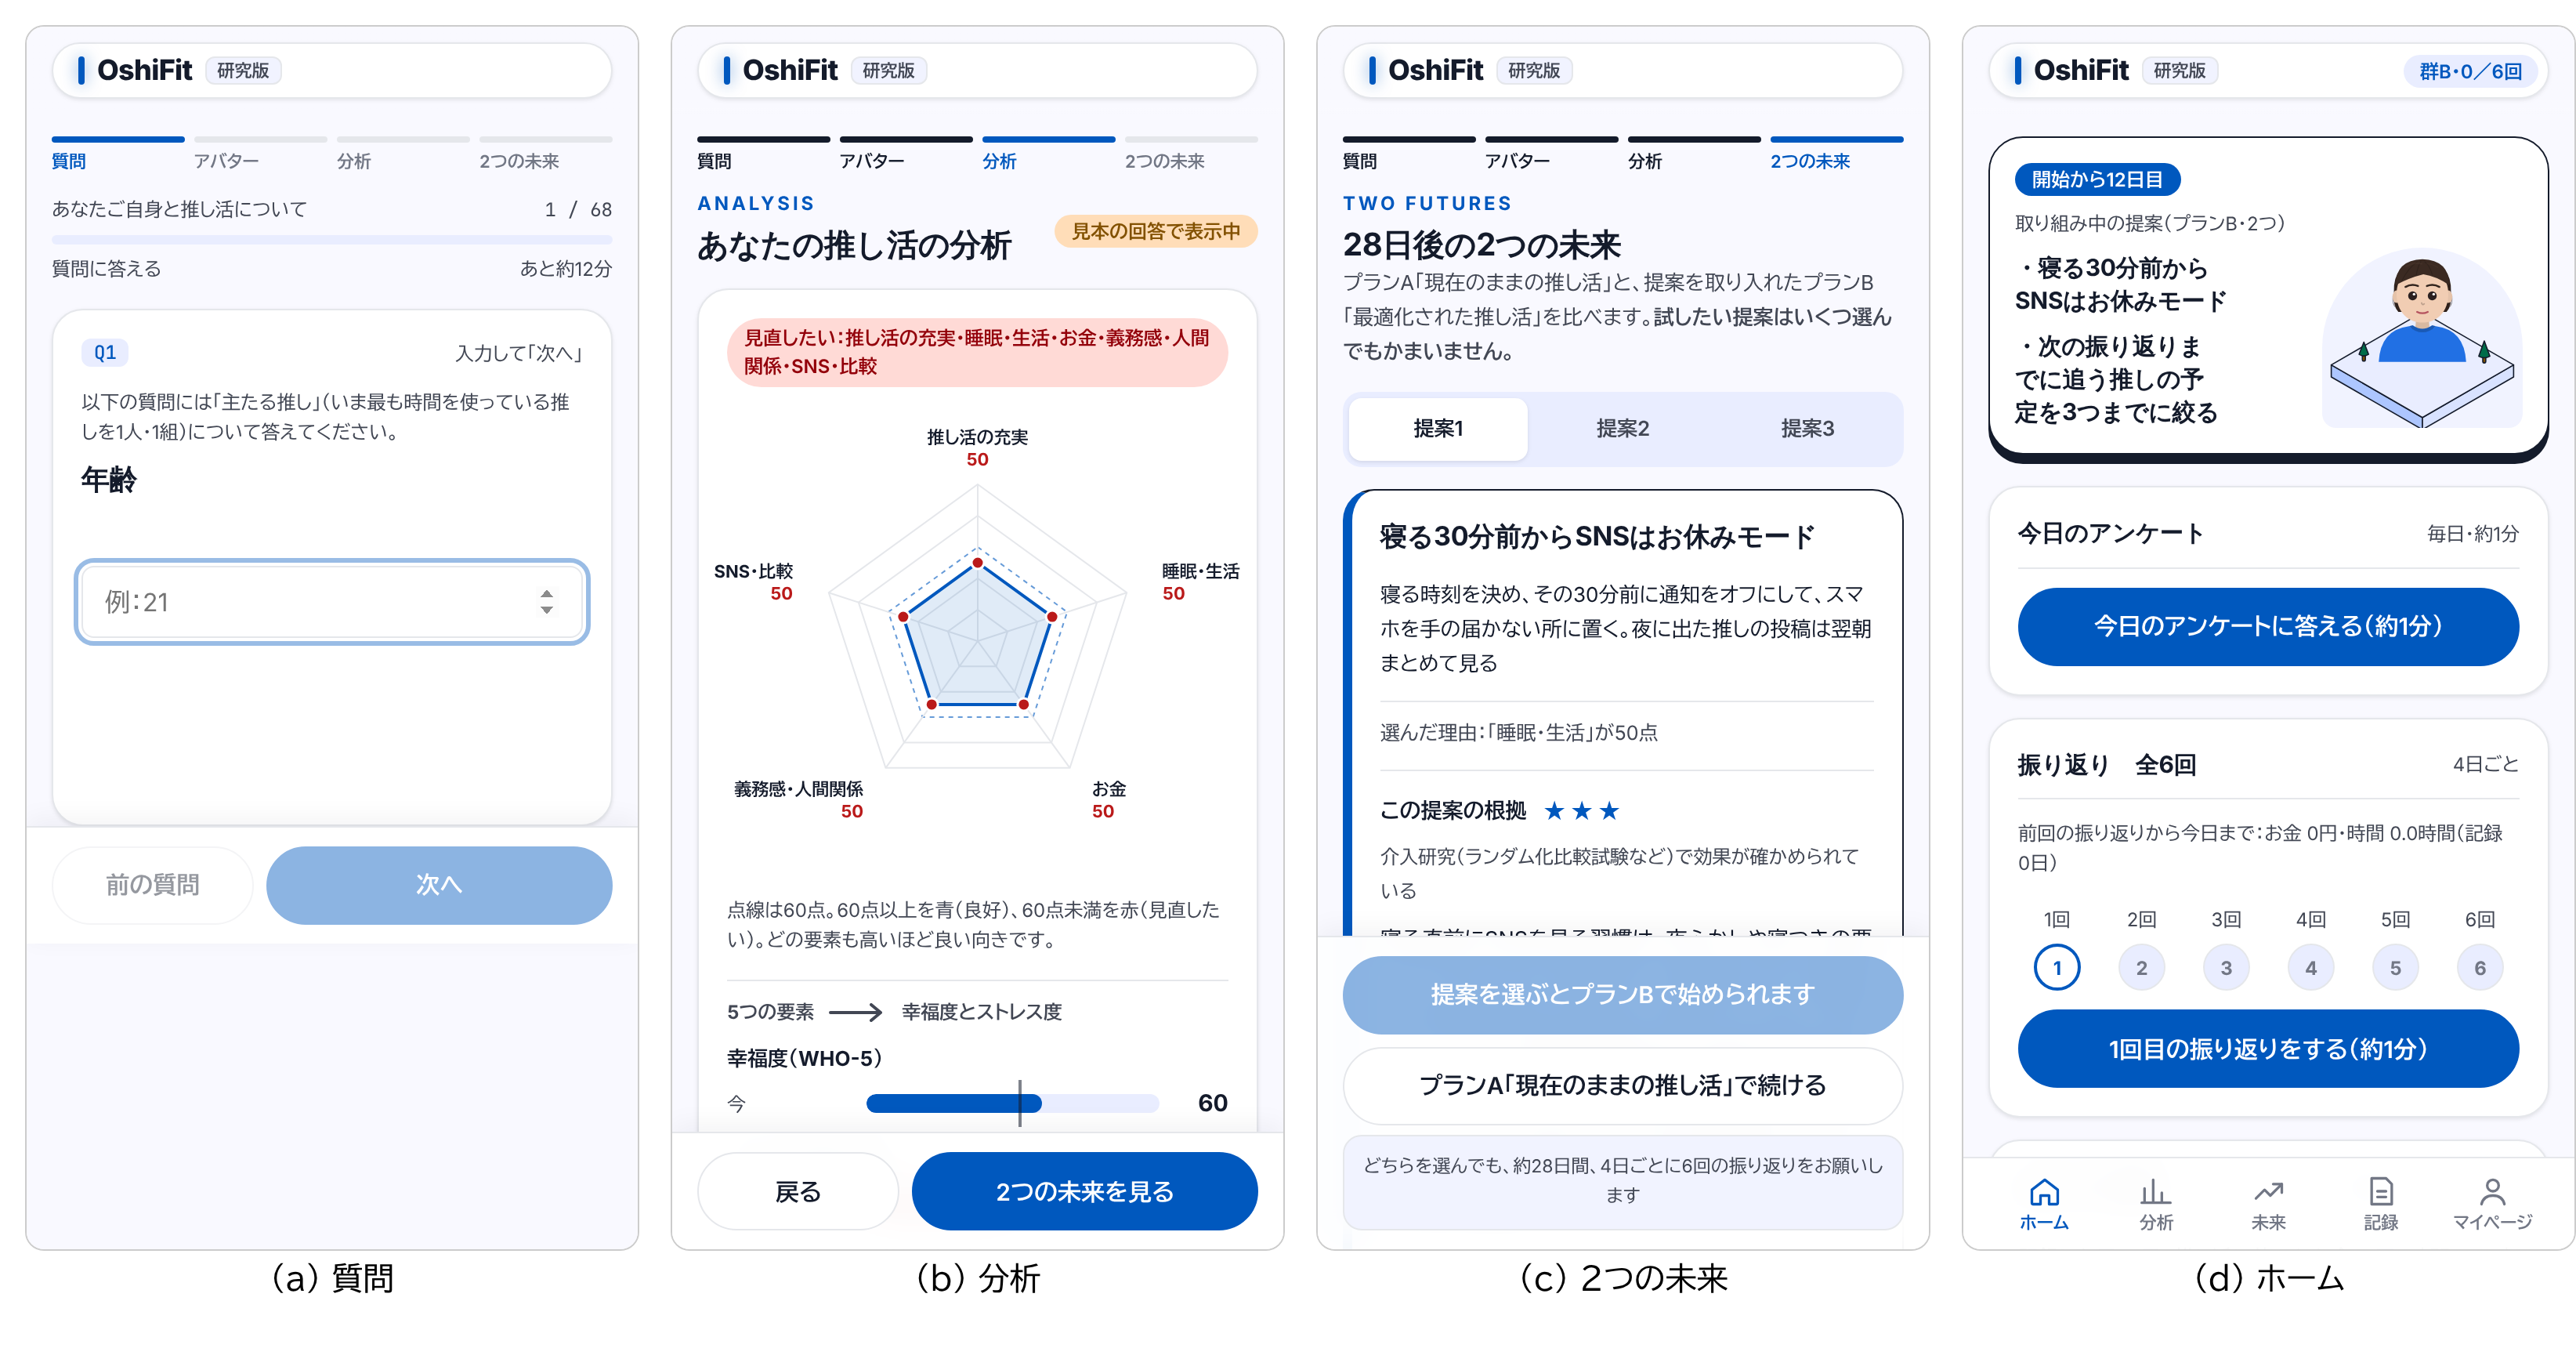 OshiFit 研究版
質問 アバター 分析 2つの未来
あなたご自身と推し活について 1 / 68
質問に答える あと約12分
Q1 入力して「次へ」
以下の質問には「主たる推し」（いま最も時間を使っている推
しを1人・1組）について答えてください。
年齢
例：21
前の質問 次へ
（a）質問
OshiFit 研究版
質問 アバター 分析 2つの未来
ANALYSIS
あなたの推し活の分析 見本の回答で表示中
見直したい：推し活の充実・睡眠・生活・お金・義務感・人間
関係・SNS・比較
推し活の充実
50
SNS・比較
50
睡眠・生活
50
義務感・人間関係
50
お金
50
点線は60点。60点以上を青（良好）、60点未満を赤（見直した
い）。どの要素も高いほど良い向きです。
5つの要素 → 幸福度とストレス度
幸福度（WHO-5）
今 60
戻る 2つの未来を見る
（b）分析
OshiFit 研究版
質問 アバター 分析 2つの未来
TWO FUTURES
28日後の2つの未来
プランA「現在のままの推し活」と、提案を取り入れたプランB
「最適化された推し活」を比べます。試したい提案はいくつ選ん
でもかまいません。
提案1 提案2 提案3
寝る30分前からSNSはお休みモード
寝る時刻を決め、その30分前に通知をオフにして、スマ
ホを手の届かない所に置く。夜に出た推しの投稿は翌朝
まとめて見る
選んだ理由：「睡眠・生活」が50点
この提案の根拠 ★★★
介入研究（ランダム化比較試験など）で効果が確かめられて
いる
提案を選ぶとプランBで始められます
プランA「現在のままの推し活」で続ける
どちらを選んでも、約28日間、4日ごとに6回の振り返りをお願いし
ます
（c）2つの未来
OshiFit 研究版 群B・0／6回
開始から12日目
取り組み中の提案（プランB・2つ）
・寝る30分前から
SNSはお休みモード
・次の振り返りま
でに追う推しの予
定を3つまでに絞る
今日のアンケート 毎日・約1分
今日のアンケートに答える（約1分）
振り返り 全6回 4日ごと
前回の振り返りから今日まで：お金 0円・時間 0.0時間（記録
0日）
1回 2回 3回 4回 5回 6回
1 2 3 4 5 6
1回目の振り返りをする（約1分）
ホーム 分析 未来 記録 マイページ
（d）ホーム